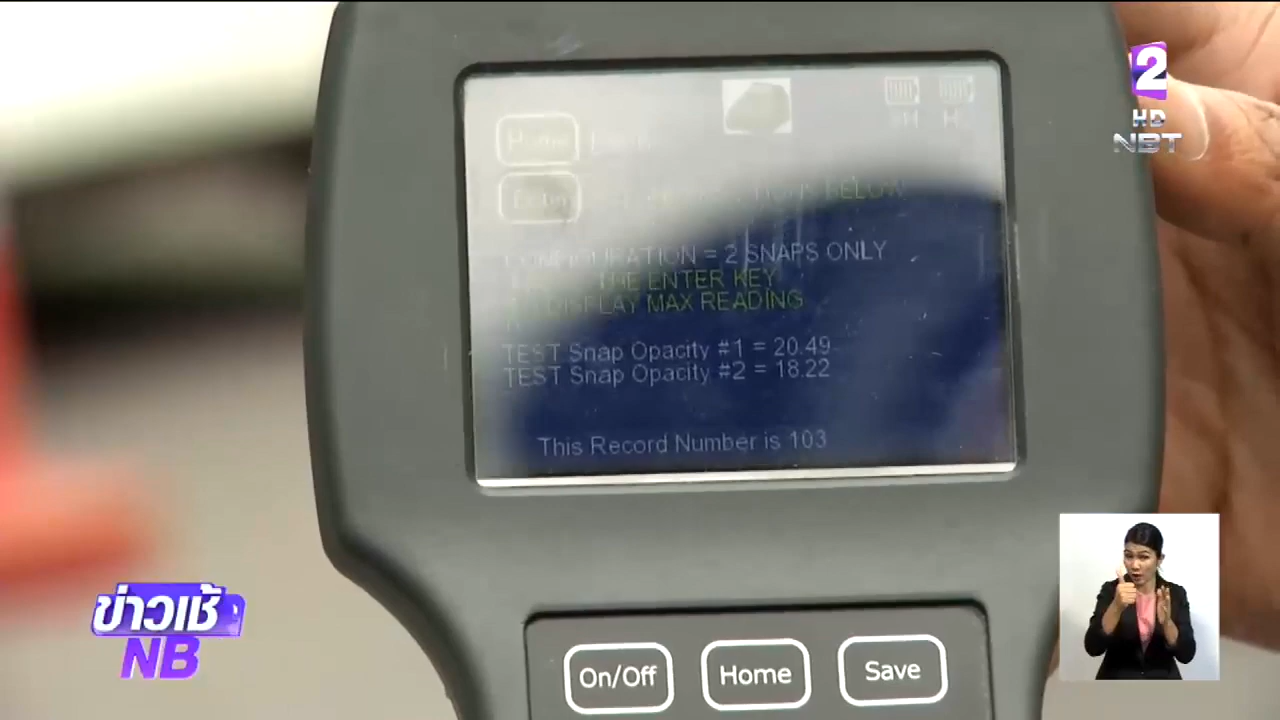 2
HD
NBT
Home
Enter
BELOW
CONFIGURATION = 2 SNAPS ONLY
THE ENTER KEY
DISPLAY MAX READING
TEST Snap Opacity #1 = 20.49
TEST Snap Opacity #2 = 18.22
This Record Number is 103
ข่าวเช้
NB
On/Off
Home
Save